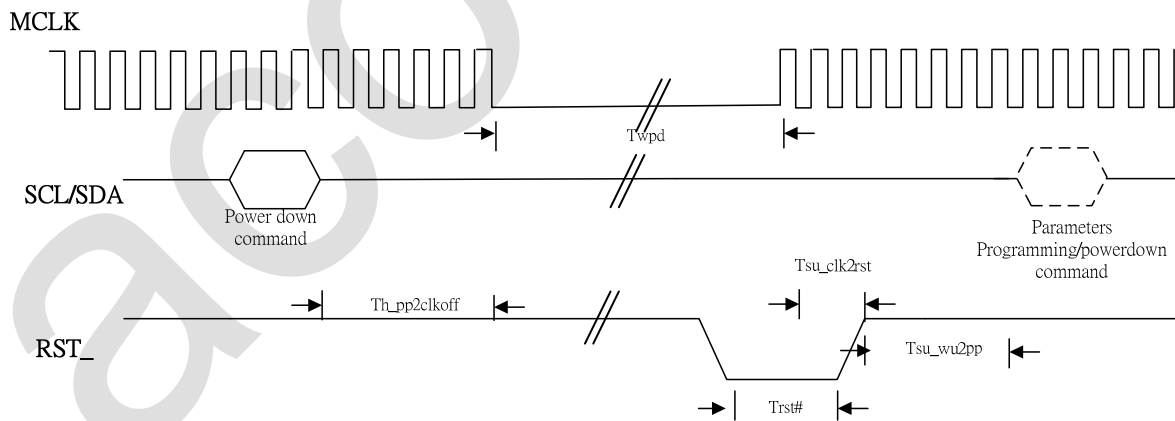 MCLK
Twpd
SCL/SDA
Power down
command
Parameters
Programming/powerdown
command
Tsu_clk2rst
Th_pp2clkoff
RST_
Tsu_wu2pp
Trst#